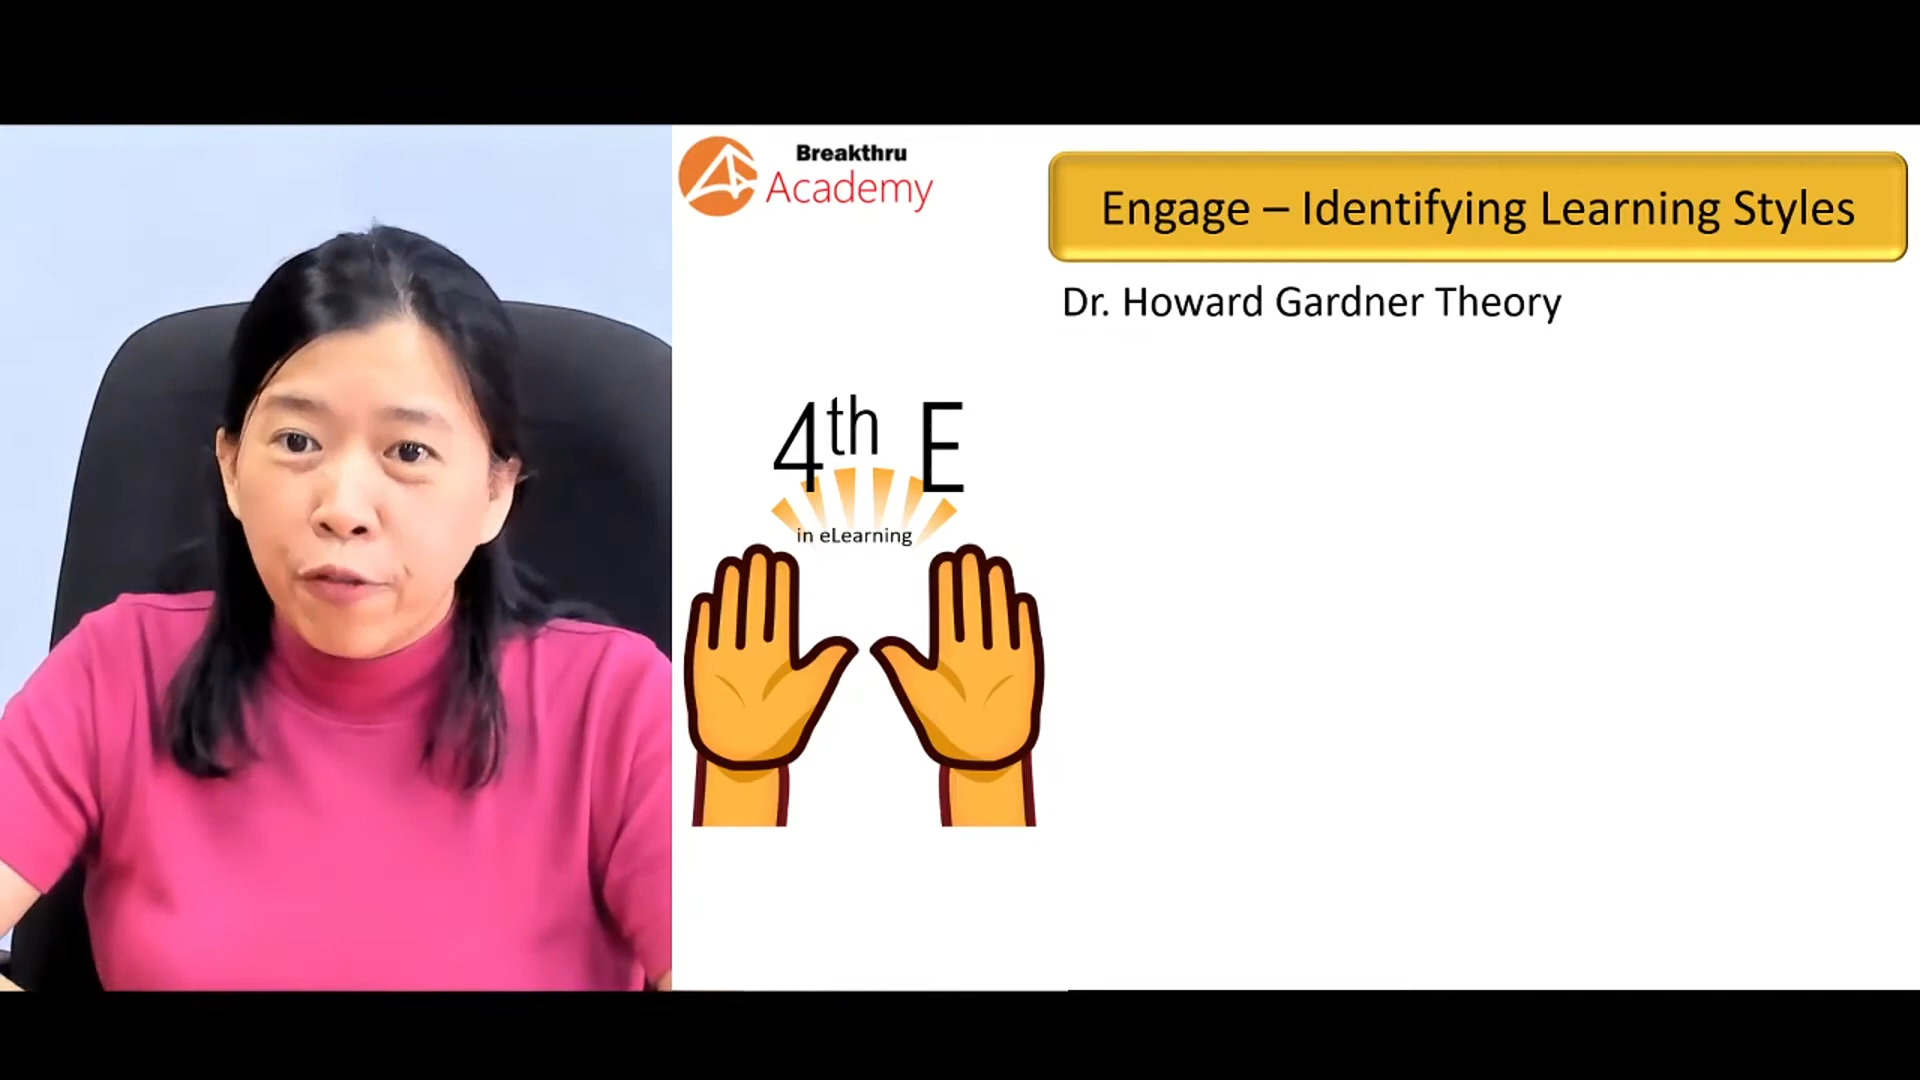 Breakthru
Academy
Engage – Identifying Learning Styles
Dr. Howard Gardner Theory
4th E
in eLearning